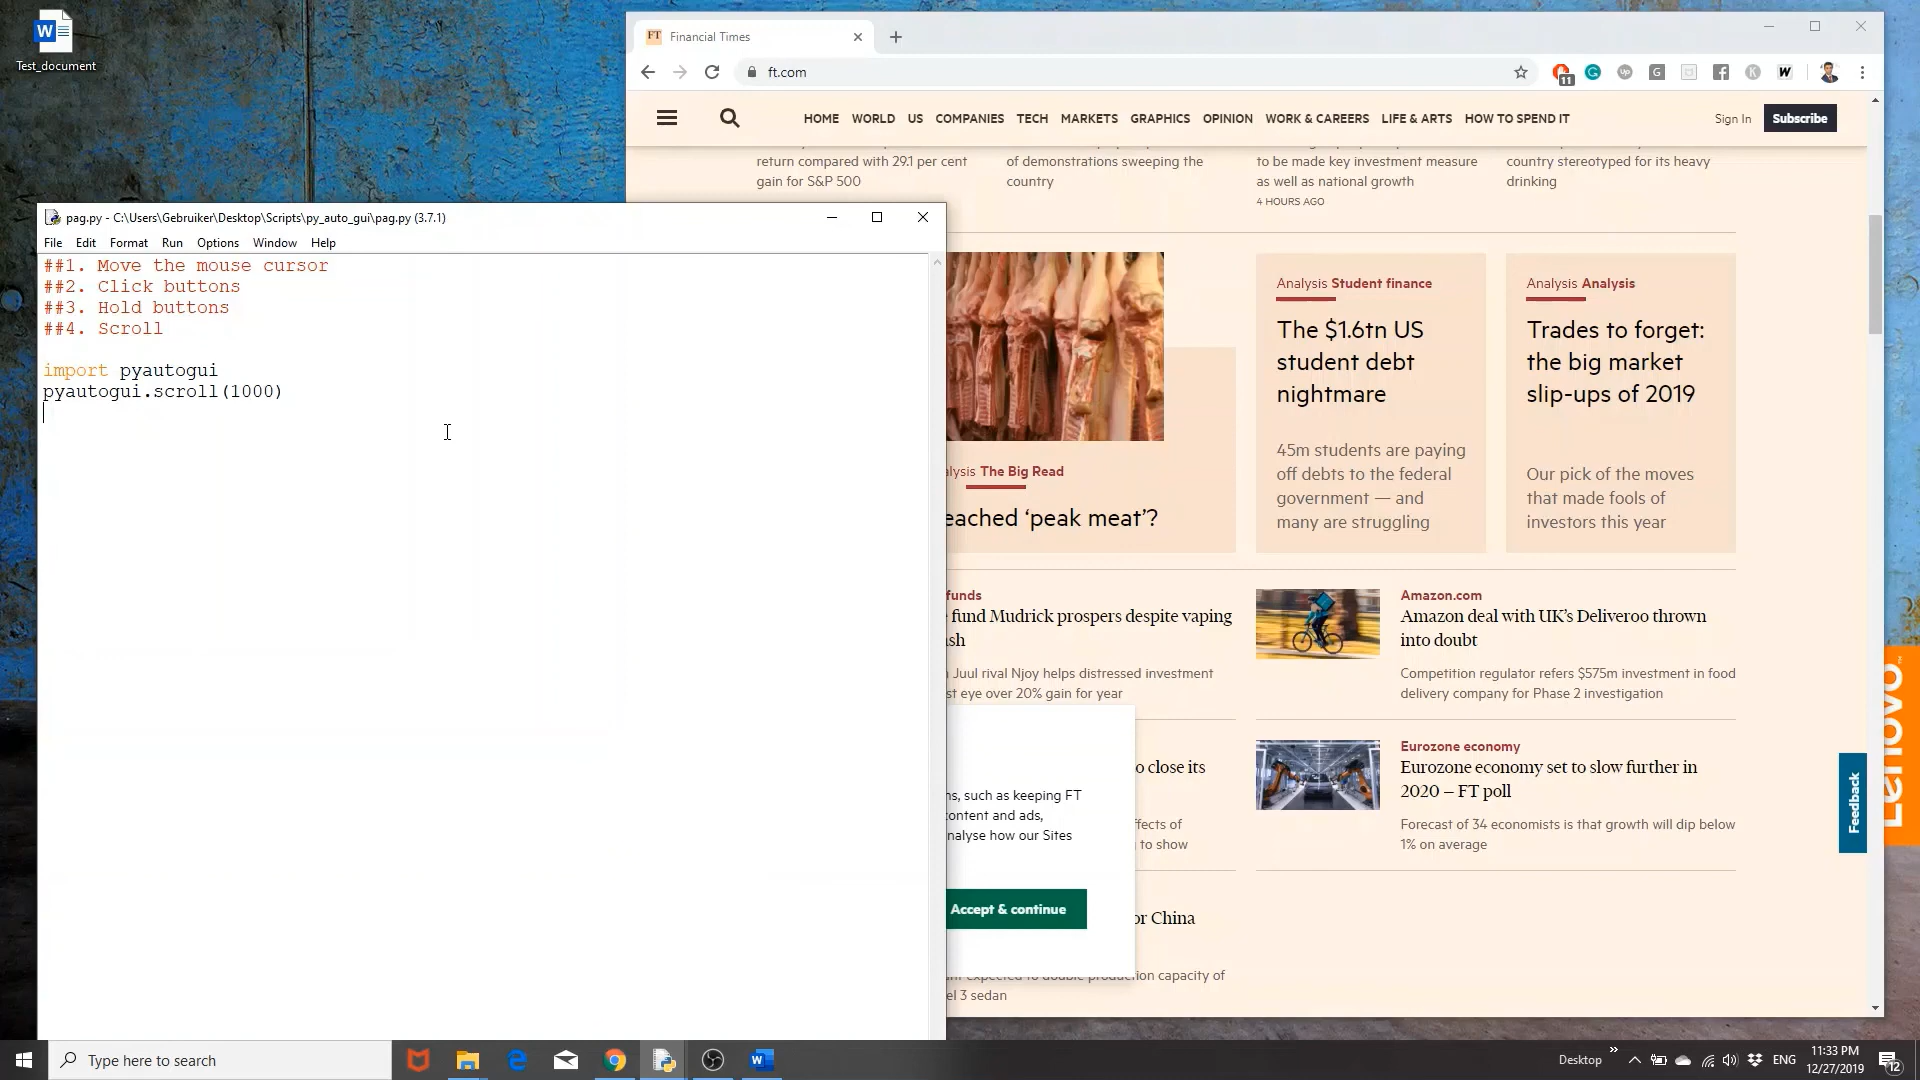 Test_document
Financial Times
ft.com
11
HOME WORLD US COMPANIES TECH MARKETS GRAPHICS OPINION WORK & CAREERS LIFE & ARTS HOW TO SPEND IT
Sign In
Subscribe
return compared with 29.1 per cent
gain for S&P 500
of demonstrations sweeping the
country
to be made key investment measure
as well as national growth
4 HOURS AGO
country stereotyped for its heavy
drinking
pag.py - C:\Users\Gebruiker\Desktop\Scripts\py_auto_gui\pag.py (3.7.1)
File Edit Format Run Options Window Help
##1. Move the mouse cursor
##2. Click buttons
##3. Hold buttons
##4. Scroll
import pyautogui
pyautogui.scroll(1000)
alysis The Big Read
eached ‘peak meat’?
Analysis Student finance
The $1.6tn US
student debt
nightmare
45m students are paying
off debts to the federal
government — and
many are struggling
Analysis Analysis
Trades to forget:
the big market
slip-ups of 2019
Our pick of the moves
that made fools of
investors this year
funds
fund Mudrick prospers despite vaping
ash
Juul rival Njoy helps distressed investment
st eye over 20% gain for year
Amazon.com
Amazon deal with UK’s Deliveroo thrown
into doubt
Competition regulator refers $575m investment in food
delivery company for Phase 2 investigation
o close its
ffects of
to show
Eurozone economy
Eurozone economy set to slow further in
2020 – FT poll
Forecast of 34 economists is that growth will dip below
1% on average
ns, such as keeping FT
content and ads,
nalyse how our Sites
Accept & continue
or China
production capacity of
el 3 sedan
Feedback
Lenovo
Type here to search
Desktop
ENG
11:33 PM
12/27/2019
12